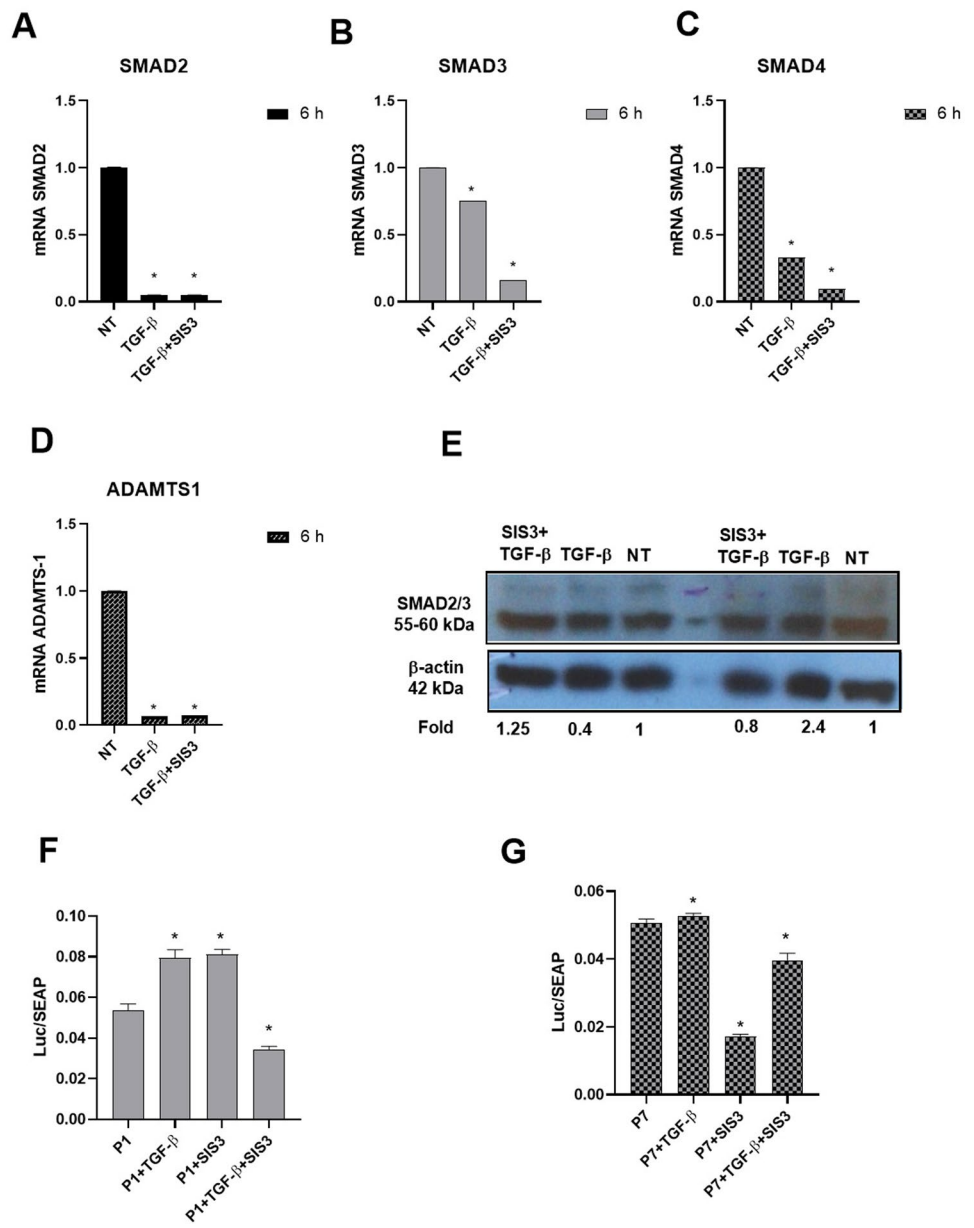 A
B
C
SMAD2
SMAD3
SMAD4
mRNA SMAD2
1.5
1.0
0.5
0.0
6 h
*
*
NT
TGF-β
TGF-β+SIS3
mRNA SMAD3
1.5
1.0
0.5
0.0
6 h
*
*
NT
TGF-β
TGF-β+SIS3
mRNA SMAD4
1.5
1.0
0.5
0.0
6 h
*
*
NT
TGF-β
TGF-β+SIS3
D
ADAMTS1
mRNA ADAMTS-1
1.5
1.0
0.5
0.0
6 h
*
*
NT
TGF-β
TGF-β+SIS3
E
SIS3+
TGF-β TGF-β NT
SIS3+
TGF-β TGF-β NT
SMAD2/3
55-60 kDa
β-actin
42 kDa
Fold 1.25 0.4 1 0.8 2.4 1
F
Luc/SEAP
0.10
0.08
0.06
0.04
0.02
0.00
*
*
*
P1
P1+TGF-β
P1+SIS3
P1+TGF-β+SIS3
G
Luc/SEAP
0.06
0.04
0.02
0.00
*
*
*
P7
P7+TGF-β
P7+SIS3
P7+TGF-β+SIS3